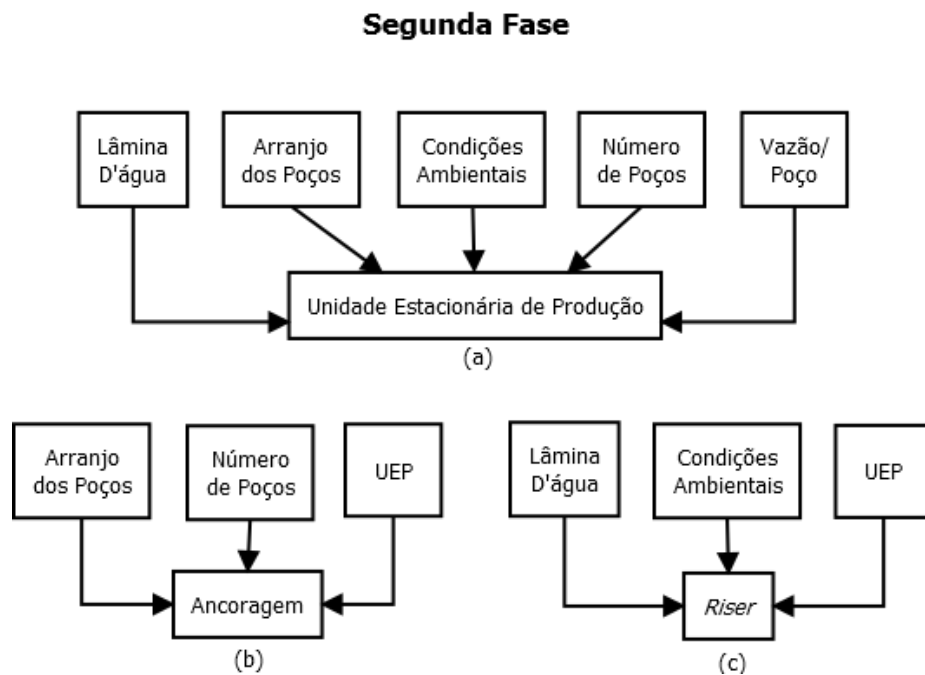 Segunda Fase
Lâmina
D'água
Arranjo
dos Poços
Condições
Ambientais
Número
de Poços
Vazão/
Poço
Unidade Estacionária de Produção
(a)
Arranjo
dos Poços
Número
de Poços
UEP
Ancoragem
(b)
Lâmina
D'água
Condições
Ambientais
UEP
Riser
(c)